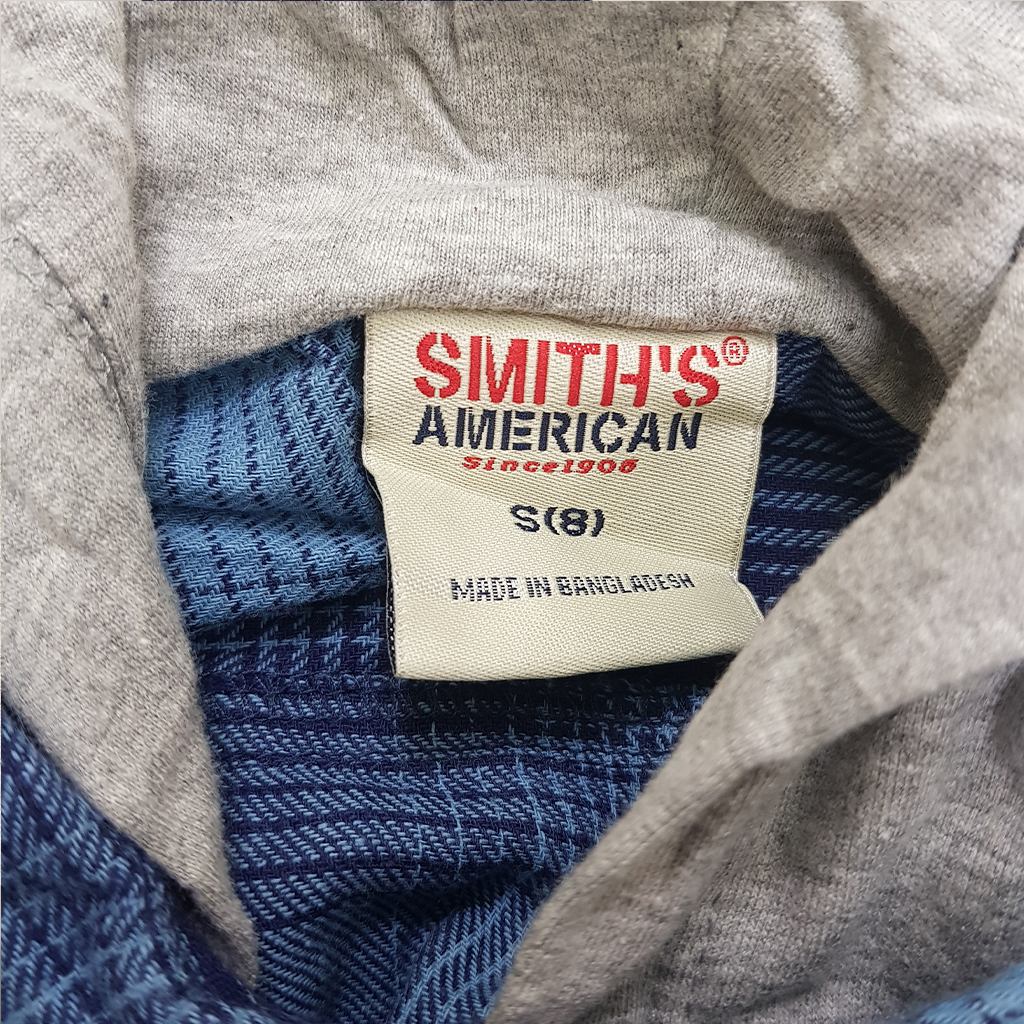 SMITH'S®
AMERICAN
Since1906
S(8)
MADE IN BANGLADESH